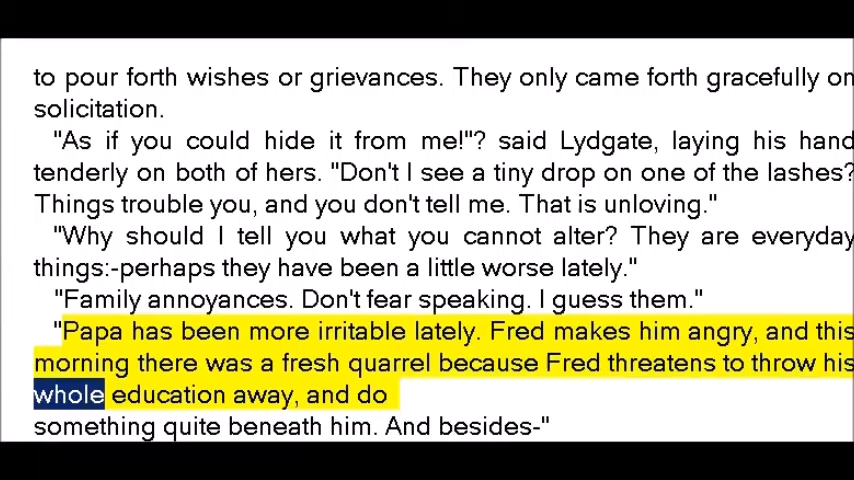 to pour forth wishes or grievances. They only came forth gracefully on
solicitation.
"As if you could hide it from me!"? said Lydgate, laying his hand
tenderly on both of hers. "Don't I see a tiny drop on one of the lashes?
Things trouble you, and you don't tell me. That is unloving."
"Why should I tell you what you cannot alter? They are everyday
things:-perhaps they have been a little worse lately."
"Family annoyances. Don't fear speaking. I guess them."
"Papa has been more irritable lately. Fred makes him angry, and this
morning there was a fresh quarrel because Fred threatens to throw his
whole education away, and do
something quite beneath him. And besides-"